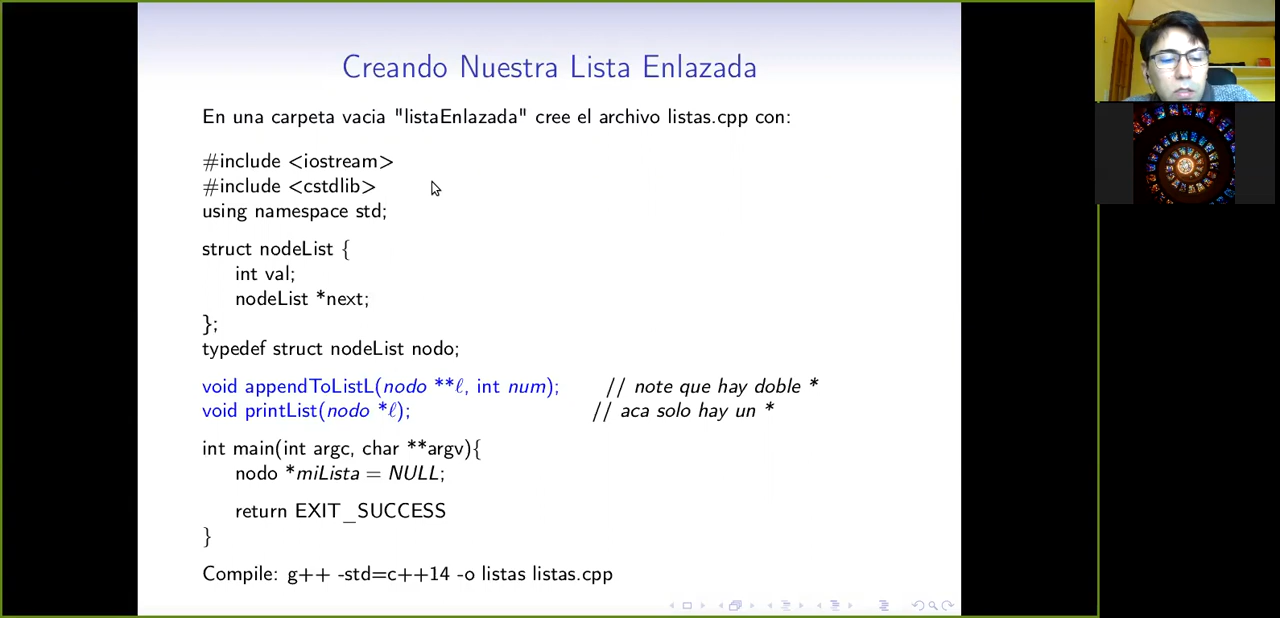 Creando Nuestra Lista Enlazada
En una carpeta vacia "listaEnlazada" cree el archivo listas.cpp con:
#include <iostream>
#include <cstdlib>
using namespace std;
struct nodeList {
int val;
nodeList *next;
};
typedef struct nodeList nodo;
void appendToListL(nodo **ℓ, int num); // note que hay doble *
void printList(nodo *ℓ); // aca solo hay un *
int main(int argc, char **argv){
nodo *miLista = NULL;
return EXIT_SUCCESS
}
Compile: g++ -std=c++14 -o listas listas.cpp